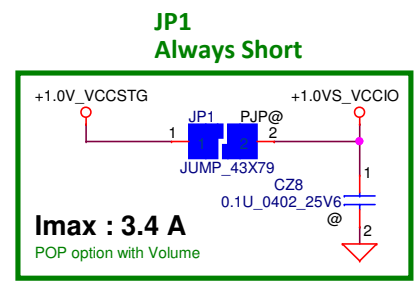 JP1
Always Short
+1.0V_VCCSTG
+1.0VS_VCCIO
JP1
PJP@
1
1
2
2
JUMP_43X79
1
CZ8
0.1U_0402_25V6
@
2
Imax : 3.4 A
POP option with Volume